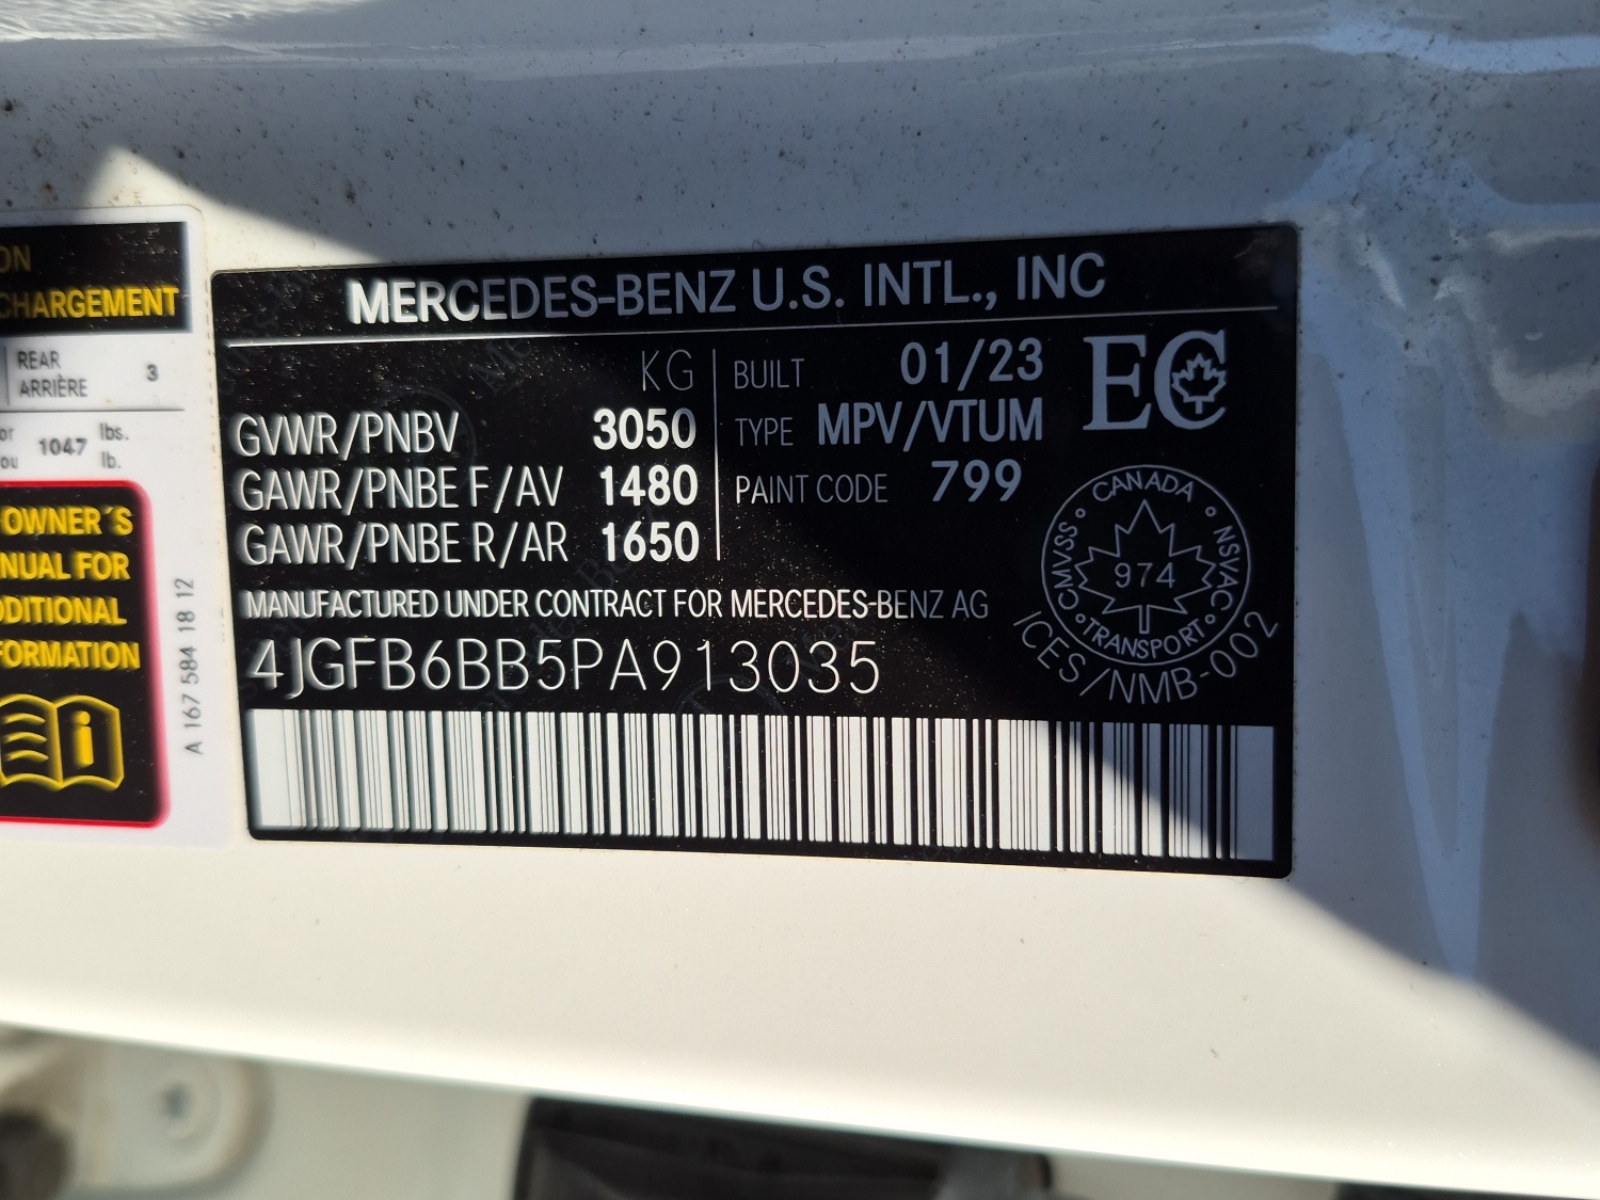 ON
CHARGEMENT
REAR
ARRIÈRE
3
or
ou
1047
lbs.
lb.
OWNER´S
NUAL FOR
DDITIONAL
FORMATION
A 167 584 18 12
MERCEDES-BENZ U.S. INTL., INC
KG
GVWR/PNBV 3050
GAWR/PNBE F/AV 1480
GAWR/PNBE R/AR 1650
BUILT 01/23
TYPE MPV/VTUM
PAINT CODE 799
EC
CANADA
CMVSS
NSVAC
974
TRANSPORT
ICES/NMB-002
MANUFACTURED UNDER CONTRACT FOR MERCEDES-BENZ AG
4JGFB6BB5PA913035